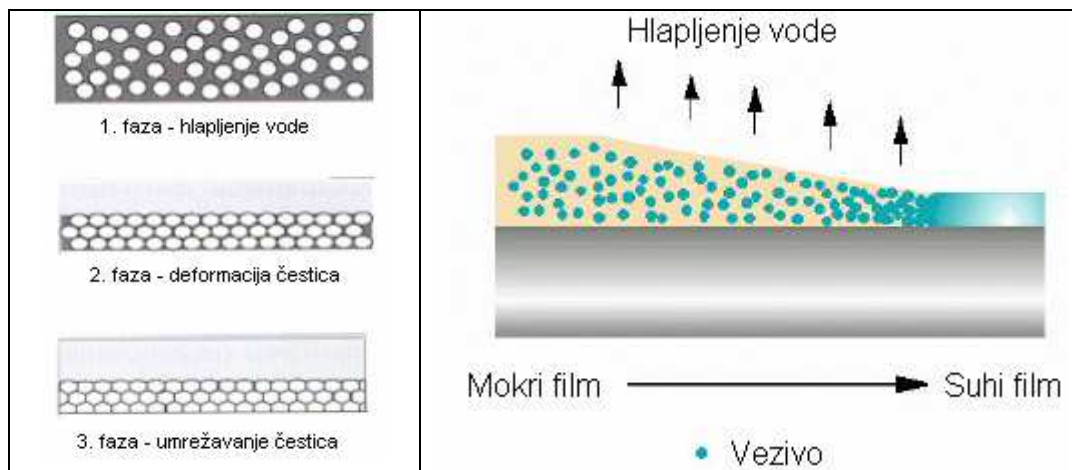 1. faza - hlapljenje vode
2. faza - deformacija čestica
3. faza - umrežavanje čestica
Hlapljenje vode
Mokri film
Suhi film
Vezivo